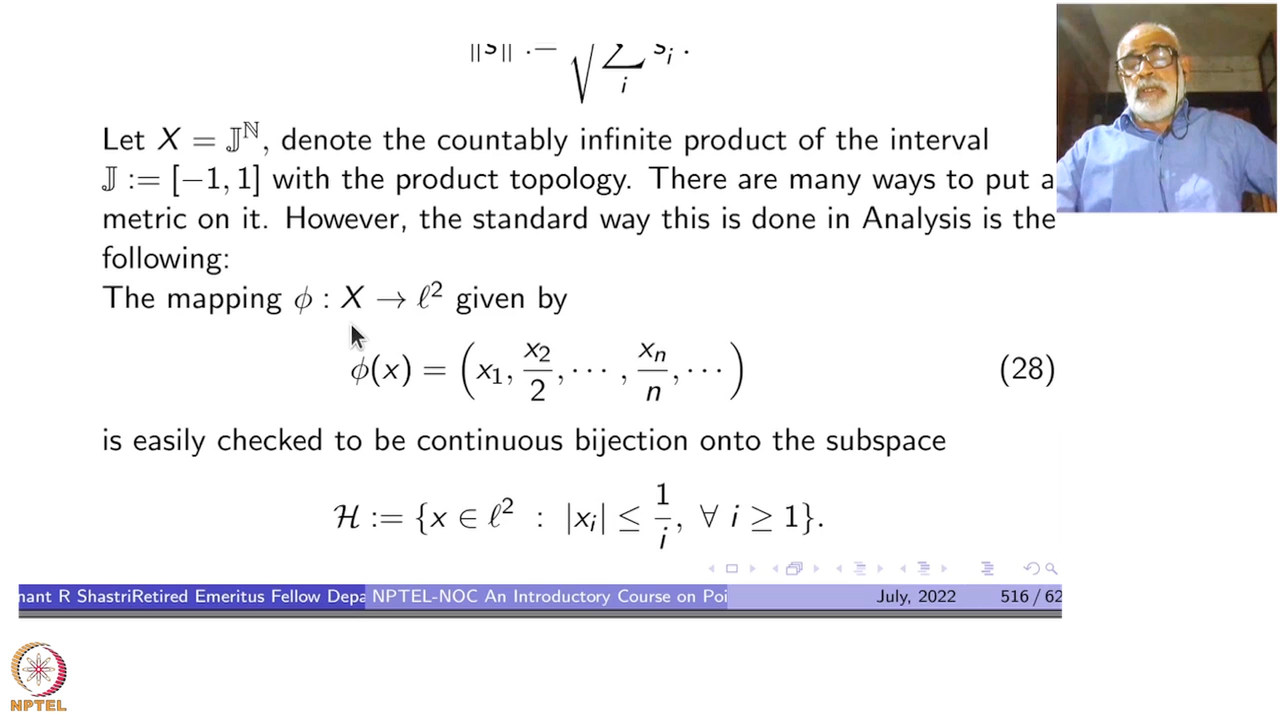 ‖s‖ := √∑ᵢ sᵢ .
Let X = 𝕁^ℕ, denote the countably infinite product of the interval
𝕁 := [−1, 1] with the product topology. There are many ways to put a
metric on it. However, the standard way this is done in Analysis is the
following:
The mapping ϕ : X → ℓ² given by
ϕ(x) = (x₁, x₂/2, ··· , xₙ/n, ···) (28)
is easily checked to be continuous bijection onto the subspace
ℋ := {x ∈ ℓ² : |xᵢ| ≤ 1/i, ∀ i ≥ 1}.
nant R ShastriRetired Emeritus Fellow Depa NPTEL-NOC An Introductory Course on Poi July, 2022 516 / 62
NPTEL